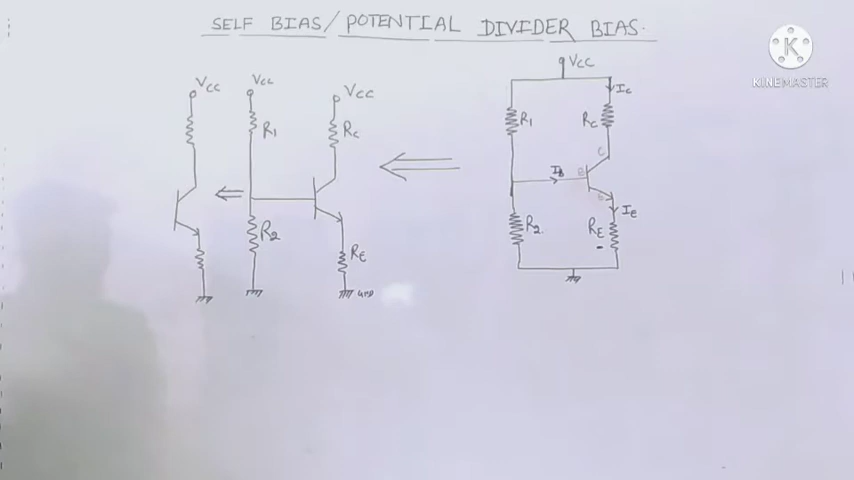 SELF BIAS/POTENTIAL DIVIDER BIAS.
VCC
VCC
VCC
R1
RC
R2
RE
GND
VCC
IC
R1
RC
C
IB
B
E
R2
IE
RE
K
KINEMASTER